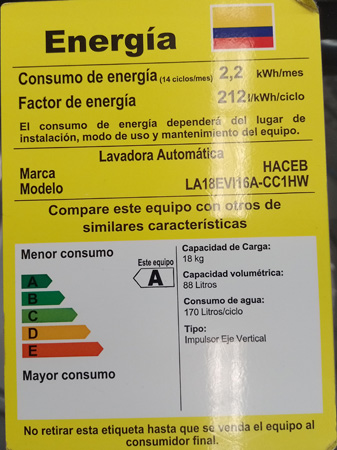 Energía
Consumo de energía (14 ciclos/mes) 2,2 kWh/mes
Factor de energía 212 l/kWh/ciclo
El consumo de energía dependerá del lugar de
instalación, modo de uso y mantenimiento del equipo.
Lavadora Automática
Marca HACEB
Modelo LA18EVI16A-CC1HW
Compare este equipo con otros de
similares características
Menor consumo
Este equipo
A
A
B
C
D
E
Mayor consumo
Capacidad de Carga:
18 kg
Capacidad volumétrica:
88 Litros
Consumo de agua:
170 Litros/ciclo
Tipo:
Impulsor Eje Vertical
No retirar esta etiqueta hasta que se venda el equipo al
consumidor final.